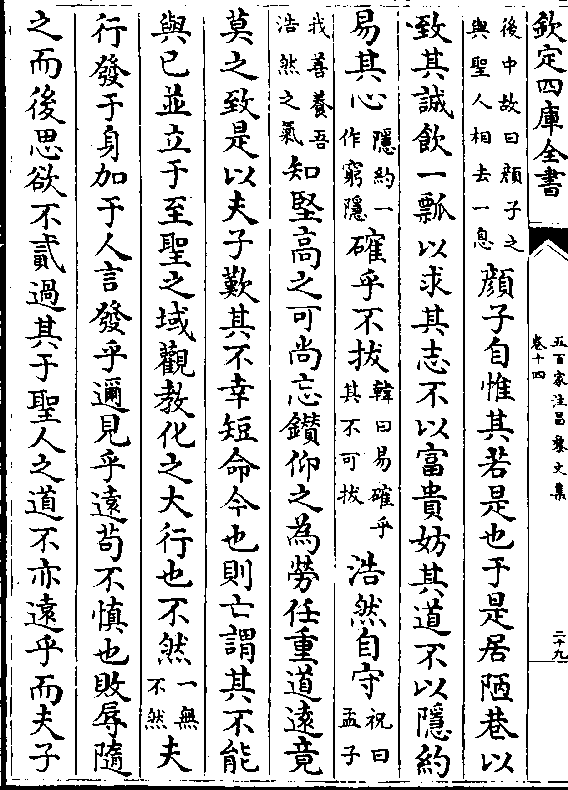 欽定四庫全書
五百家注昌黎文集
卷十四
二十九
後中故曰顔子之
與聖人相去一息
顔子自惟其若是也于是居陋巷以
致其誠飲一瓢以求其志不以富貴妨其道不以隱約
易其心
隱約一
作窮隱
確乎不拔
韓曰易確乎
其不可拔
浩然自守
祝曰
孟子
我善養吾
浩然之氣
知堅高之可尚忘鑚仰之為勞任重道遠竟
莫之致是以夫子歎其不幸短命今也則亡謂其不能
與已並立于至聖之域觀教化之大行也不然
一無
不然
夫
行發于身加于人言發乎邇見乎遠苟不慎也敗辱隨
之而後思欲不貳過其于聖人之道不亦遠乎而夫子